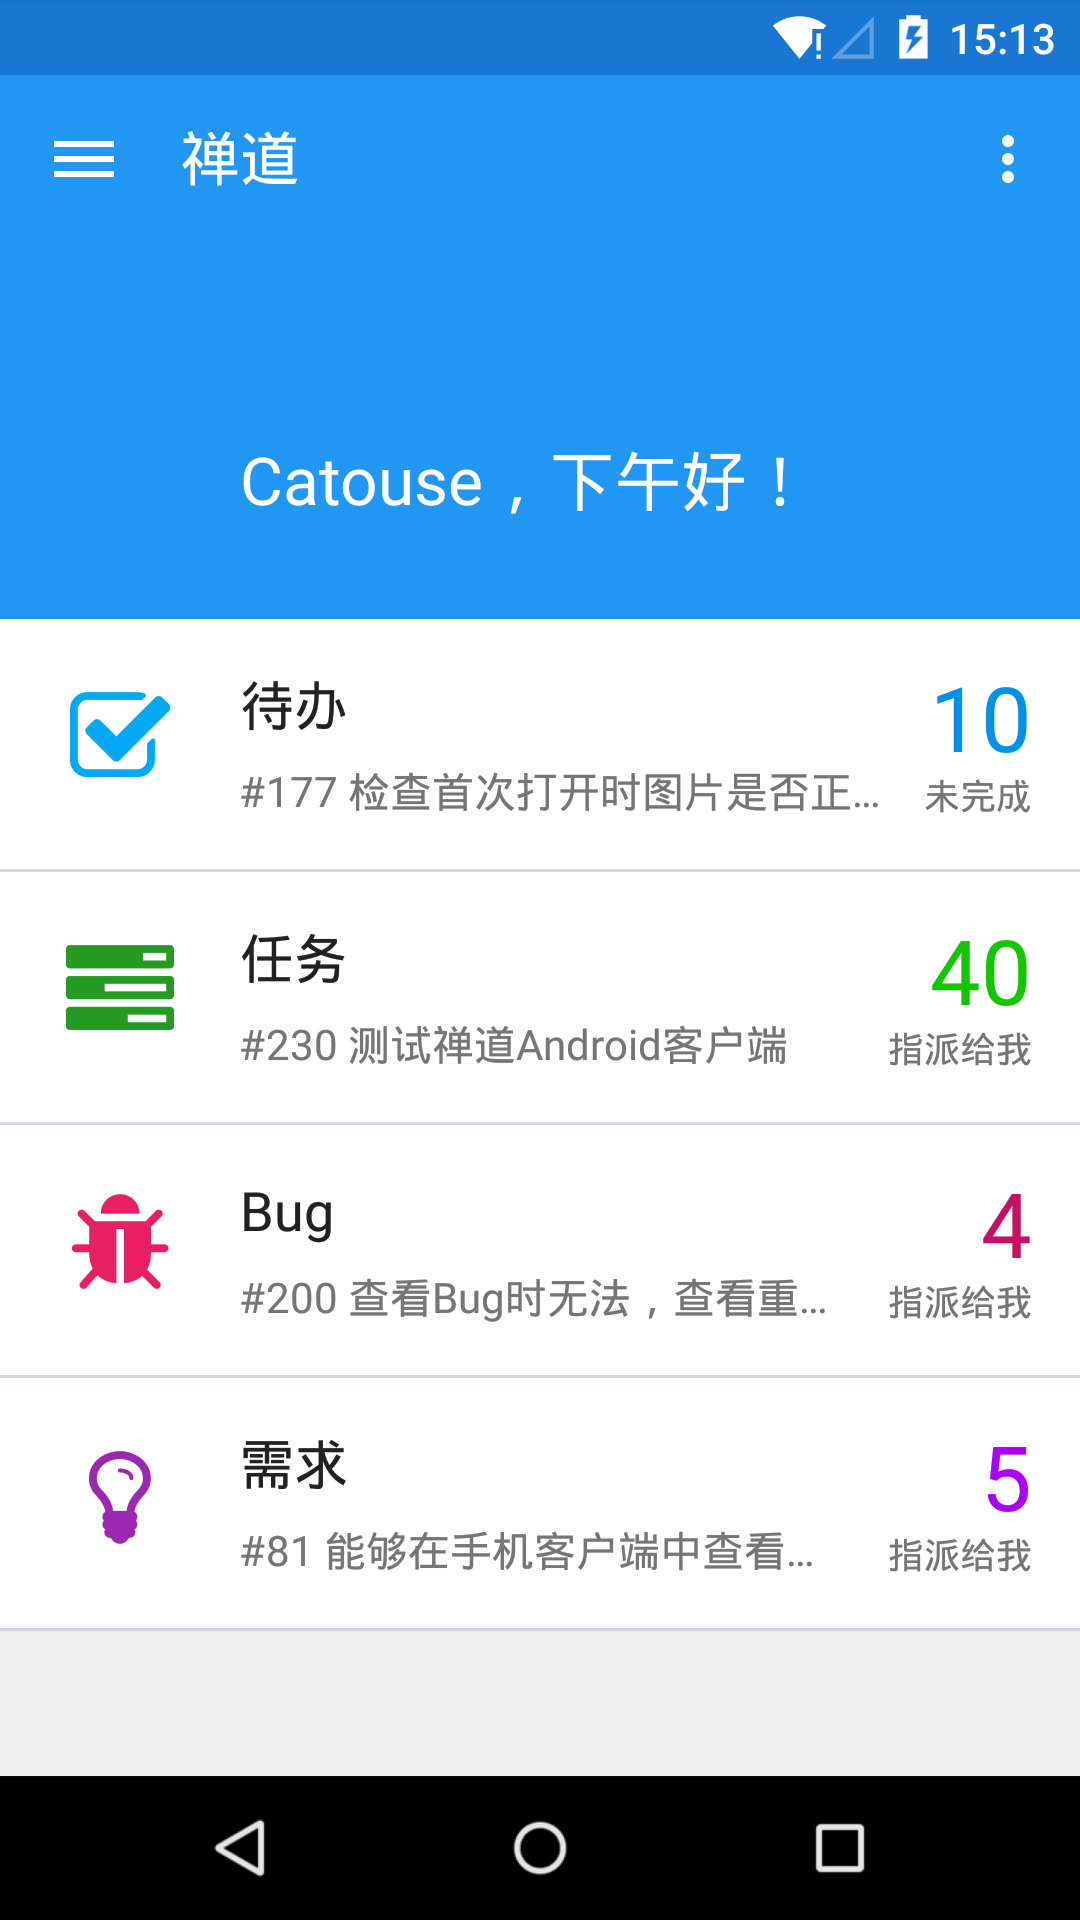 15:13
禅道
Catouse，下午好！
待办
10
#177 检查首次打开时图片是否正...
未完成
任务
40
#230 测试禅道Android客户端
指派给我
Bug
4
#200 查看Bug时无法，查看重...
指派给我
需求
5
#81 能够在手机客户端中查看...
指派给我